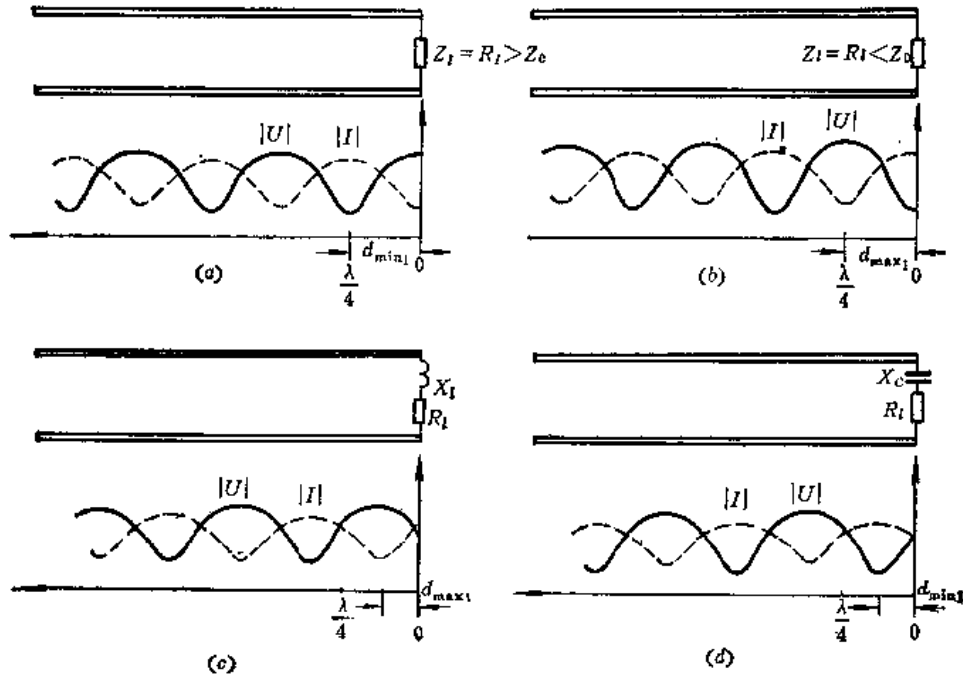 Z_l = R_l > Z_c
|U| |I|
d_min1 0
λ/4
(a)
Z_l = R_l < Z_0
|I| |U|
d_max1 0
λ/4
(b)
X_l
R_l
|U| |I|
d_max1
λ/4 0
(c)
X_c
R_l
|I| |U|
d_min1
λ/4 0
(d)